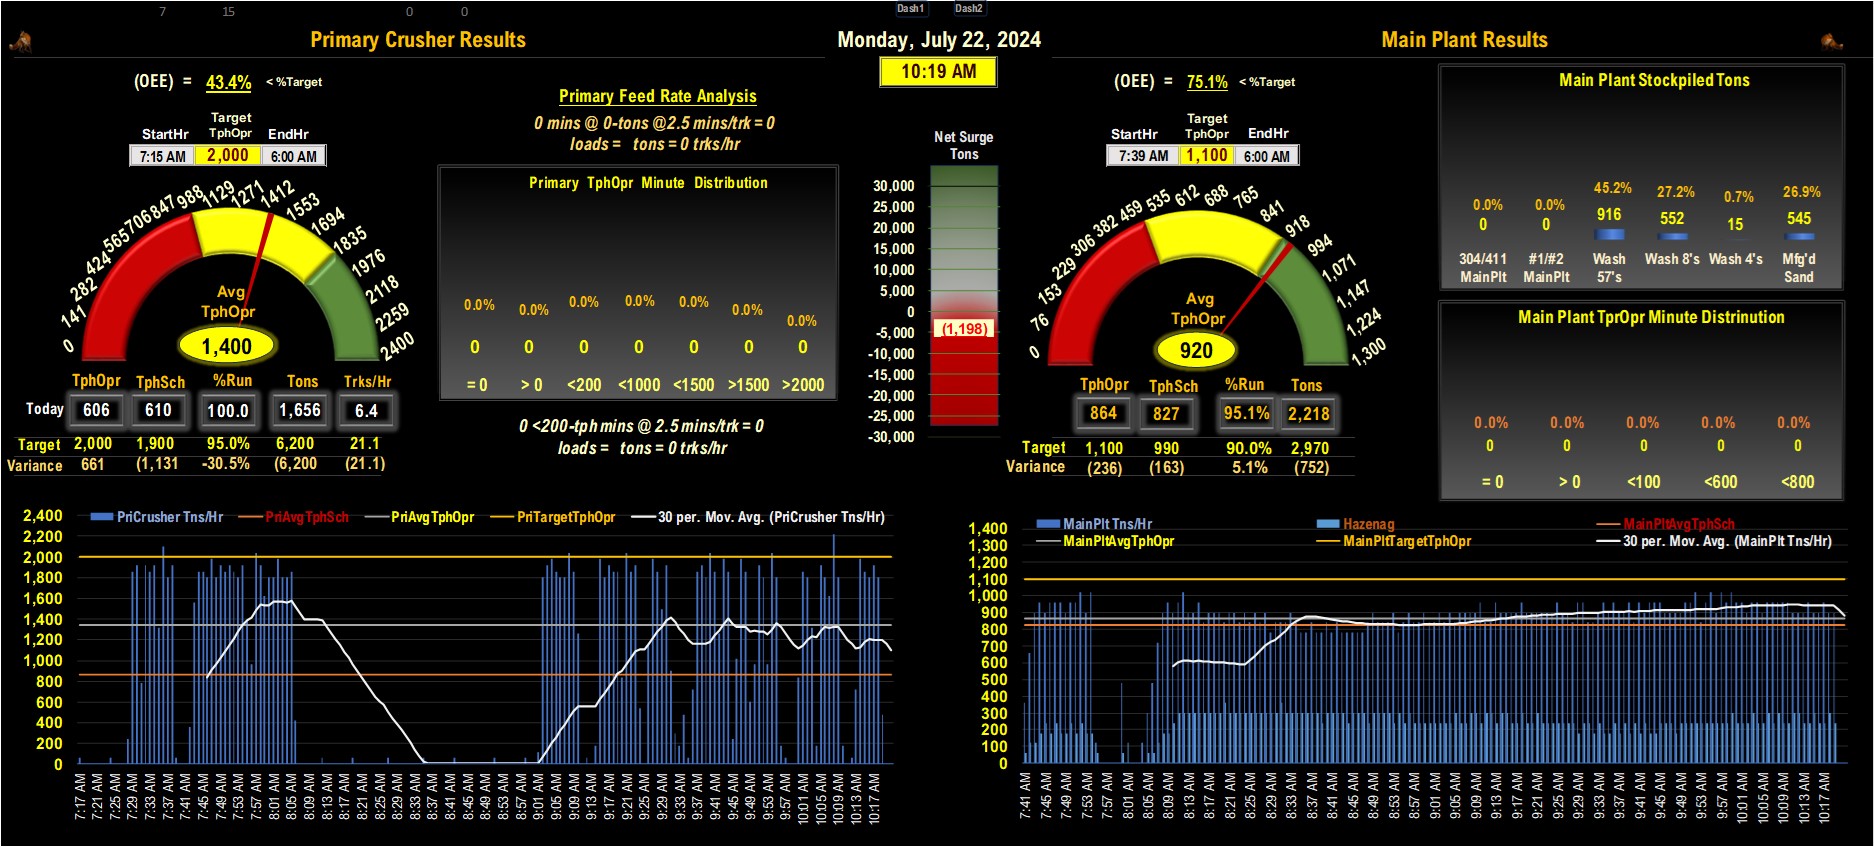 7 15 0 0 Dash1 Dash2
Primary Crusher Results
(OEE) = 43.4% < %Target
StartHr Target TphOpr EndHr
7:15 AM 2,000 6:00 AM
0 141 282 424 565 706 847 988 1129 1271 1412 1553 1694 1835 1976 2118 2259 2400
Avg
TphOpr
1,400
TphOpr TphSch %Run Tons Trks/Hr
Today 606 610 100.0 1,656 6.4
Target 2,000 1,900 95.0% 6,200 21.1
Variance 661 (1,131 -30.5% (6,200 (21.1)
Primary Feed Rate Analysis
0 mins @ 0-tons @2.5 mins/trk = 0
loads = tons = 0 trks/hr
Primary TphOpr Minute Distribution
0.0% 0.0% 0.0% 0.0% 0.0% 0.0% 0.0%
0 0 0 0 0 0 0
= 0 > 0 <200 <1000 <1500 >1500 >2000
0 <200-tph mins @ 2.5 mins/trk = 0
loads = tons = 0 trks/hr
Monday, July 22, 2024
10:19 AM
Net Surge
Tons
30,000
25,000
20,000
15,000
10,000
5,000
0
-5,000
(1,198)
-10,000
-15,000
-20,000
-25,000
-30,000
Main Plant Results
(OEE) = 75.1% < %Target
StartHr Target TphOpr EndHr
7:39 AM 1,100 6:00 AM
0 76 153 229 306 382 459 535 612 688 765 841 918 994 1,071 1,147 1,224 1,300
Avg
TphOpr
920
TphOpr TphSch %Run Tons
864 827 95.1% 2,218
Target 1,100 990 90.0% 2,970
Variance (236) (163) 5.1% (752)
Main Plant Stockpiled Tons
0.0% 0.0% 45.2% 27.2% 0.7% 26.9%
0 0 916 552 15 545
304/411 #1/#2 Wash Wash 8's Wash 4's Mfg'd
MainPlt MainPlt 57's Sand
Main Plant TprOpr Minute Distrinution
0.0% 0.0% 0.0% 0.0% 0.0%
0 0 0 0 0
= 0 > 0 <100 <600 <800
PriCrusher Tns/Hr PriAvgTphSch PriAvgTphOpr PriTargetTphOpr 30 per. Mov. Avg. (PriCrusher Tns/Hr)
2,400
2,200
2,000
1,800
1,600
1,400
1,200
1,000
800
600
400
200
0
7:17 AM 7:21 AM 7:25 AM 7:29 AM 7:33 AM 7:37 AM 7:41 AM 7:45 AM 7:49 AM 7:53 AM 7:57 AM 8:01 AM 8:05 AM 8:09 AM 8:13 AM 8:17 AM 8:21 AM 8:25 AM 8:29 AM 8:33 AM 8:37 AM 8:41 AM 8:45 AM 8:49 AM 8:53 AM 8:57 AM 9:01 AM 9:05 AM 9:09 AM 9:13 AM 9:17 AM 9:21 AM 9:25 AM 9:29 AM 9:33 AM 9:37 AM 9:41 AM 9:45 AM 9:49 AM 9:53 AM 9:57 AM 10:01 AM 10:05 AM 10:09 AM 10:13 AM 10:17 AM
MainPlt Tns/Hr Hazenag MainPltAvgTphSch
MainPltAvgTphOpr MainPltTargetTphOpr 30 per. Mov. Avg. (MainPlt Tns/Hr)
1,400
1,300
1,200
1,100
1,000
900
800
700
600
500
400
300
200
100
0
7:41 AM 7:45 AM 7:49 AM 7:53 AM 7:57 AM 8:01 AM 8:05 AM 8:09 AM 8:13 AM 8:17 AM 8:21 AM 8:25 AM 8:29 AM 8:33 AM 8:37 AM 8:41 AM 8:45 AM 8:49 AM 8:53 AM 8:57 AM 9:01 AM 9:05 AM 9:09 AM 9:13 AM 9:17 AM 9:21 AM 9:25 AM 9:29 AM 9:33 AM 9:37 AM 9:41 AM 9:45 AM 9:49 AM 9:53 AM 9:57 AM 10:01 AM 10:05 AM 10:09 AM 10:13 AM 10:17 AM